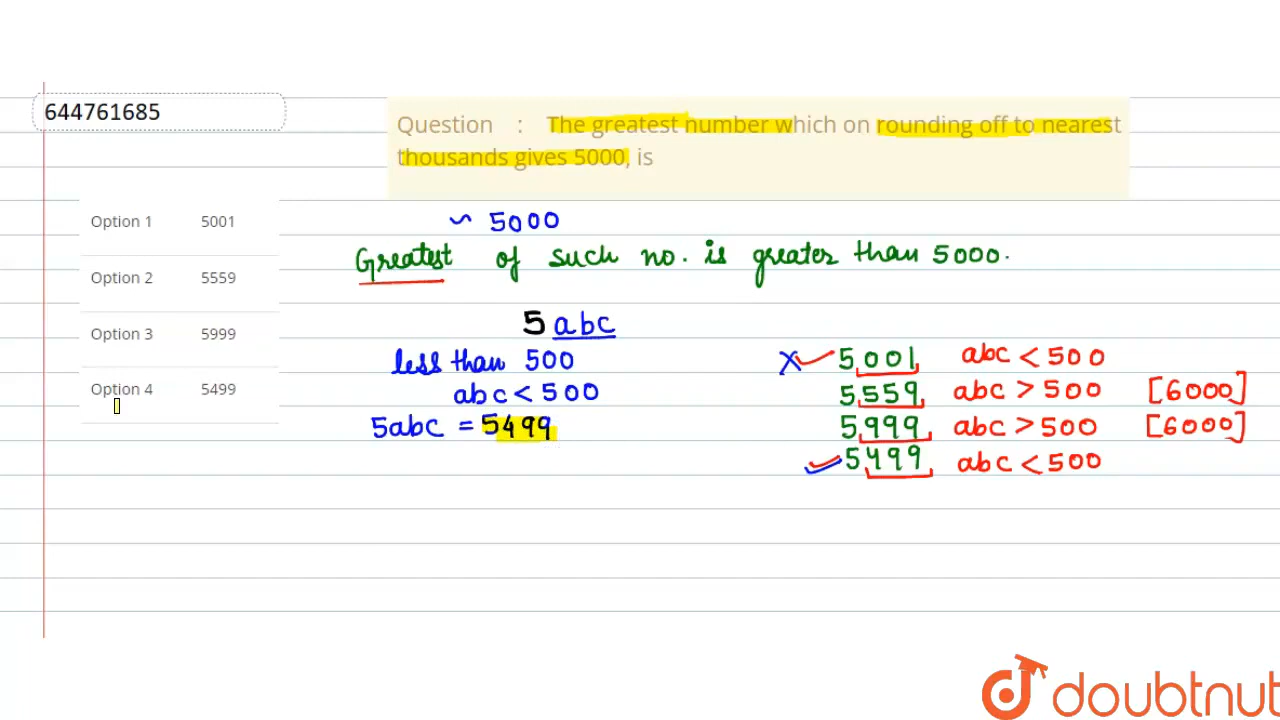 644761685
Question : The greatest number which on rounding off to nearest
thousands gives 5000, is
Option 1 5001
Option 2 5559
Option 3 5999
Option 4 5499
~ 5000
Greatest of such no. is greater than 5000.
5abc
less than 500
abc < 500
5abc = 5499
X ✓ 5001 abc < 500
5559 abc > 500 [6000]
5999 abc > 500 [6000]
✓ 5499 abc < 500
doubtnut